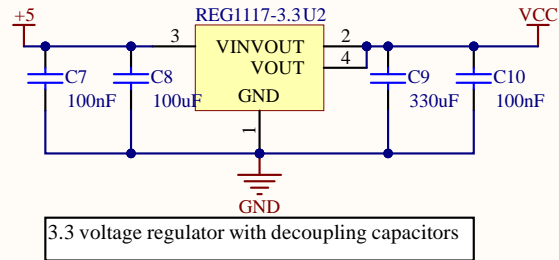 +5
REG1117-3.3U2
VCC
3
VINVOUT
2
VOUT
4
GND
1
C7
100nF
C8
100uF
C9
330uF
C10
100nF
GND
3.3 voltage regulator with decoupling capacitors